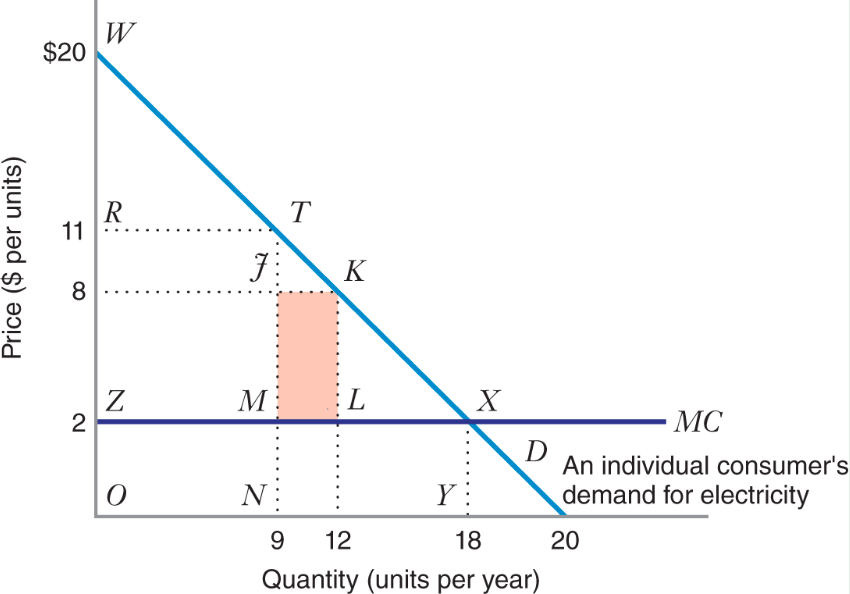 W
$20
R
T
11
J
K
8
Z
M
L
X
2
MC
D
An individual consumer's
demand for electricity
O
N
Y
9
12
18
20
Price ($ per units)
Quantity (units per year)